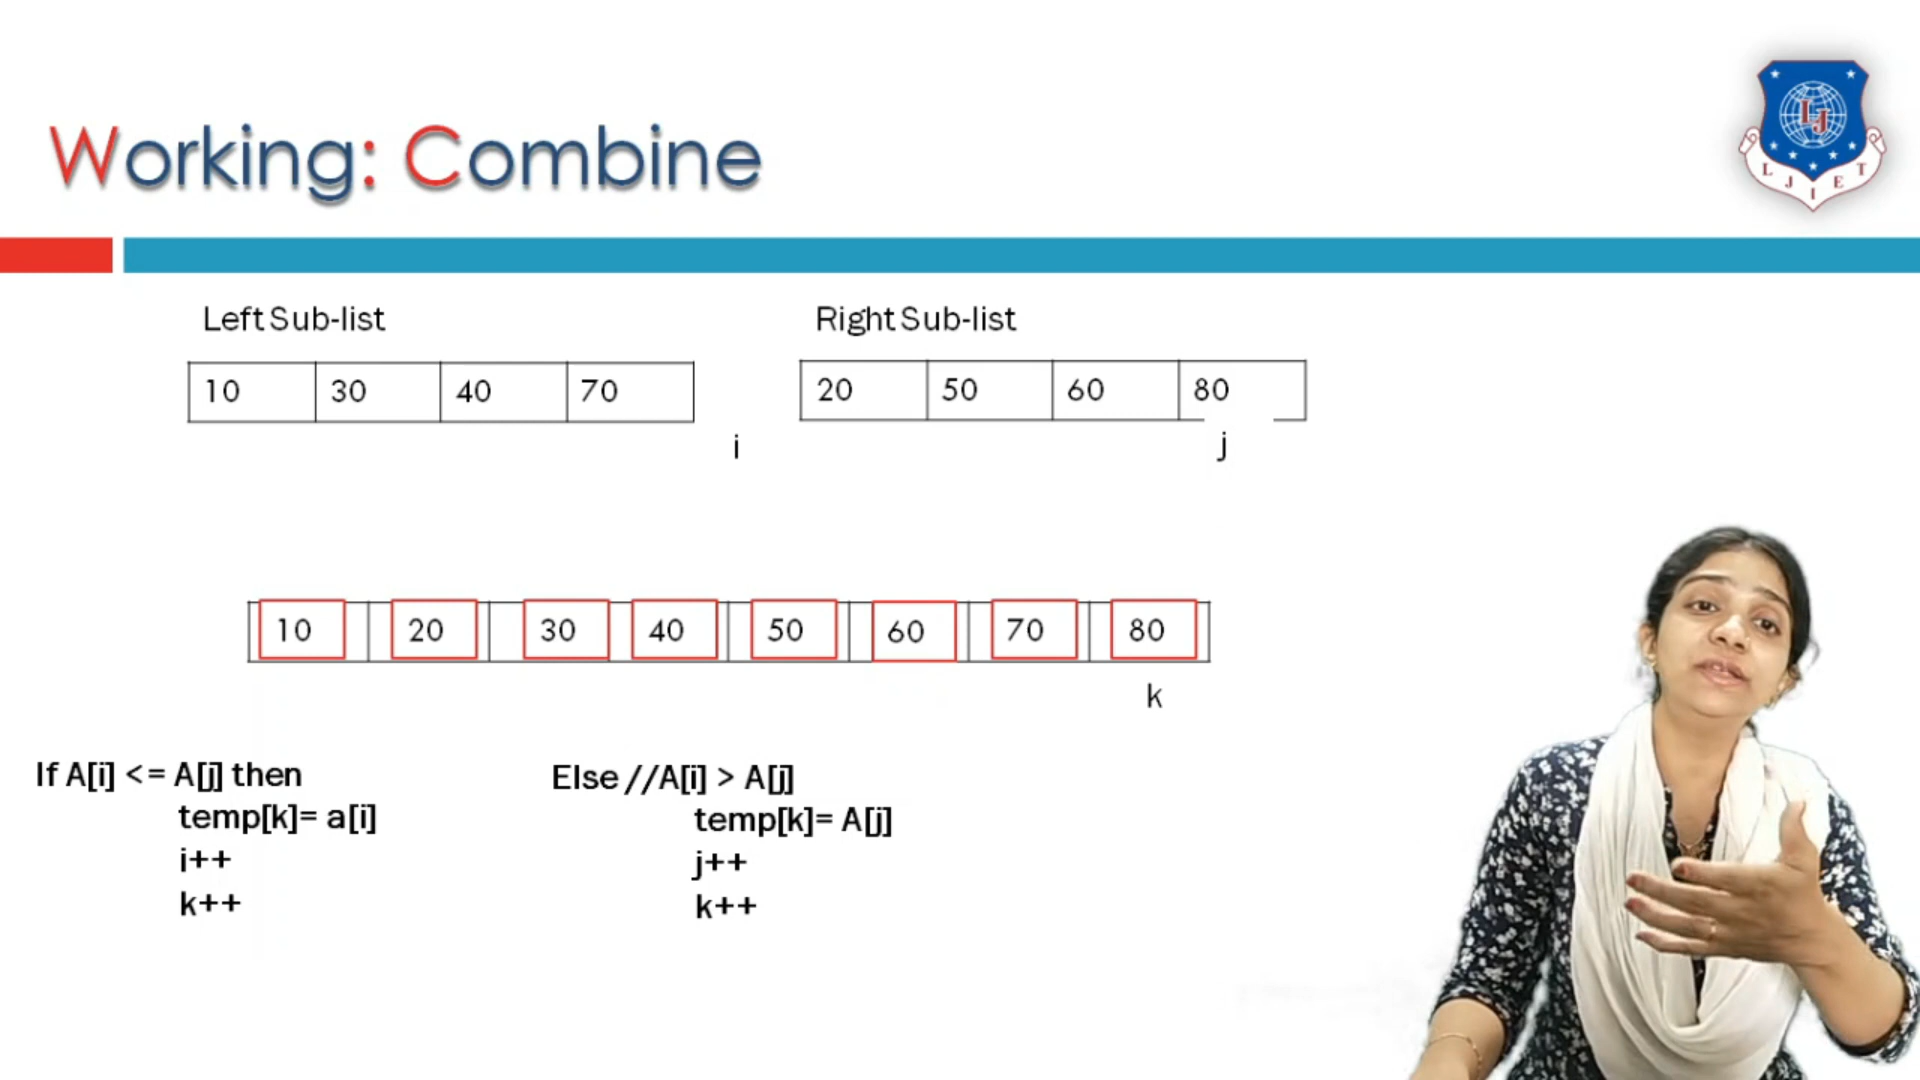 Working: Combine
L J I E T
LJ
Left Sub-list
Right Sub-list
10 30 40 70
20 50 60 80
i
j
10 20 30 40 50 60 70 80
k
If A[i] <= A[j] then
temp[k]= a[i]
i++
k++
Else //A[i] > A[j]
temp[k]= A[j]
j++
k++